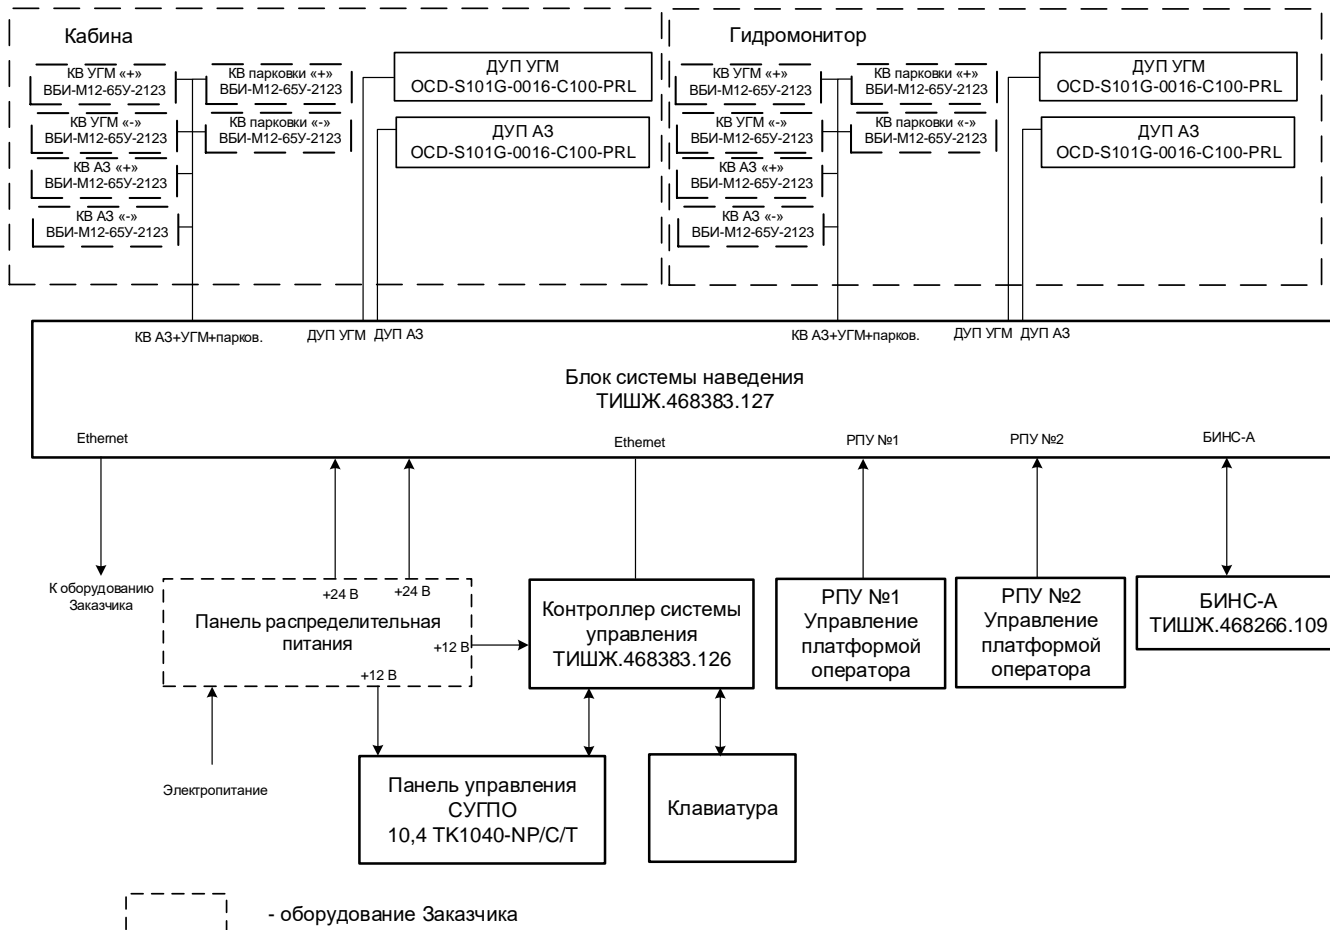 Кабина
КВ УГМ «+»
ВБИ-М12-65У-2123
КВ парковки «+»
ВБИ-М12-65У-2123
КВ УГМ «-»
ВБИ-М12-65У-2123
КВ парковки «-»
ВБИ-М12-65У-2123
КВ АЗ «+»
ВБИ-М12-65У-2123
КВ АЗ «-»
ВБИ-М12-65У-2123
ДУП УГМ
OCD-S101G-0016-C100-PRL
ДУП АЗ
OCD-S101G-0016-C100-PRL
Гидромонитор
КВ УГМ «+»
ВБИ-М12-65У-2123
КВ парковки «+»
ВБИ-М12-65У-2123
КВ УГМ «-»
ВБИ-М12-65У-2123
КВ парковки «-»
ВБИ-М12-65У-2123
КВ АЗ «+»
ВБИ-М12-65У-2123
КВ АЗ «-»
ВБИ-М12-65У-2123
ДУП УГМ
OCD-S101G-0016-C100-PRL
ДУП АЗ
OCD-S101G-0016-C100-PRL
КВ АЗ+УГМ+парков.
ДУП УГМ
ДУП АЗ
КВ АЗ+УГМ+парков.
ДУП УГМ
ДУП АЗ
Блок системы наведения
ТИШЖ.468383.127
Ethernet
Ethernet
РПУ №1
РПУ №2
БИНС-А
К оборудованию
Заказчика
+24 В
+24 В
Панель распределительная
питания
+12 В
+12 В
Контроллер системы
управления
ТИШЖ.468383.126
РПУ №1
Управление
платформой
оператора
РПУ №2
Управление
платформой
оператора
БИНС-А
ТИШЖ.468266.109
Электропитание
Панель управления
СУГПО
10,4 TK1040-NP/C/T
Клавиатура
- оборудование Заказчика